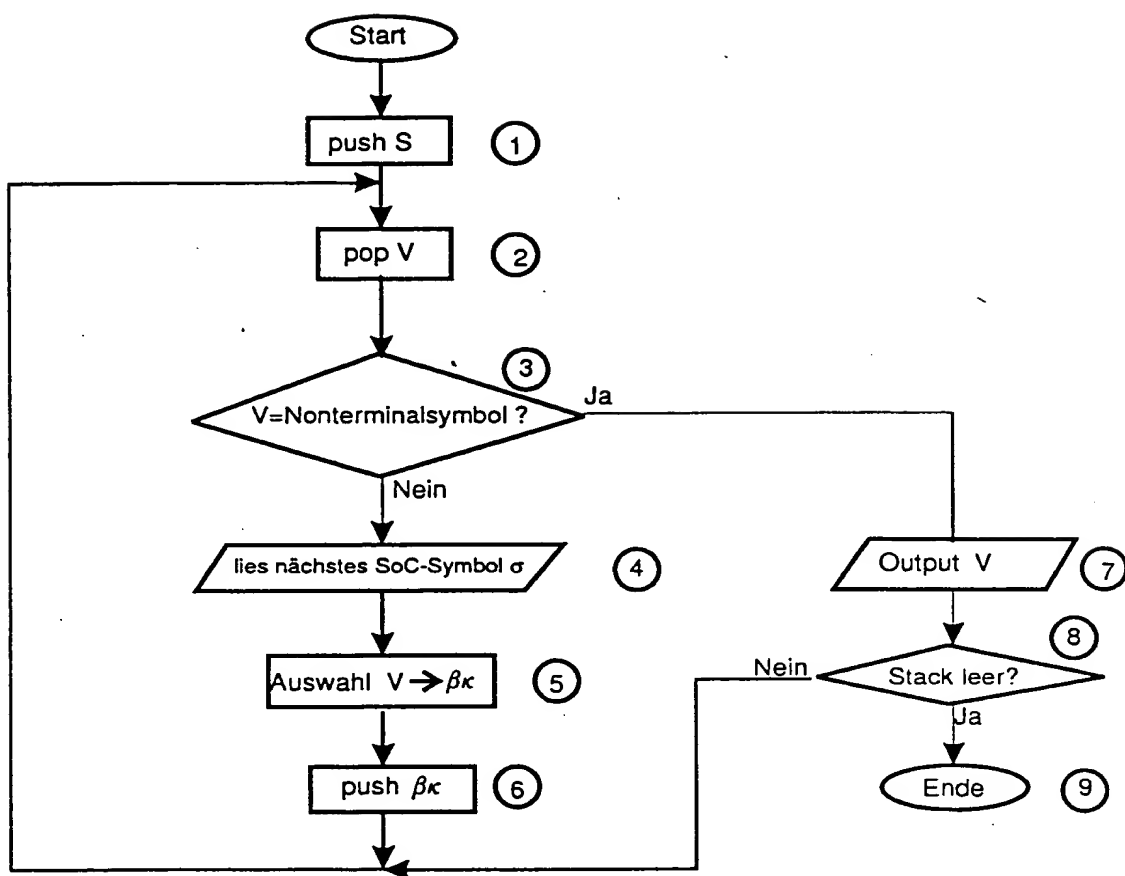 Start
push S
1
pop V
2
3
V=Nonterminalsymbol ?
Ja
Nein
lies nächstes SoC-Symbol σ
4
Output V
7
8
Auswahl V → βκ
5
Nein
Stack leer?
Ja
push βκ
6
Ende
9